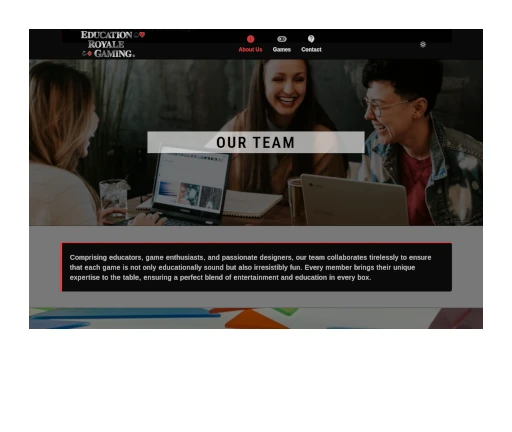 EDUCATION
ROYALE
GAMING.
About Us Games Contact
OUR TEAM
Comprising educators, game enthusiasts, and passionate designers, our team collaborates tirelessly to ensure
that each game is not only educationally sound but also irresistibly fun. Every member brings their unique
expertise to the table, ensuring a perfect blend of entertainment and education in every box.